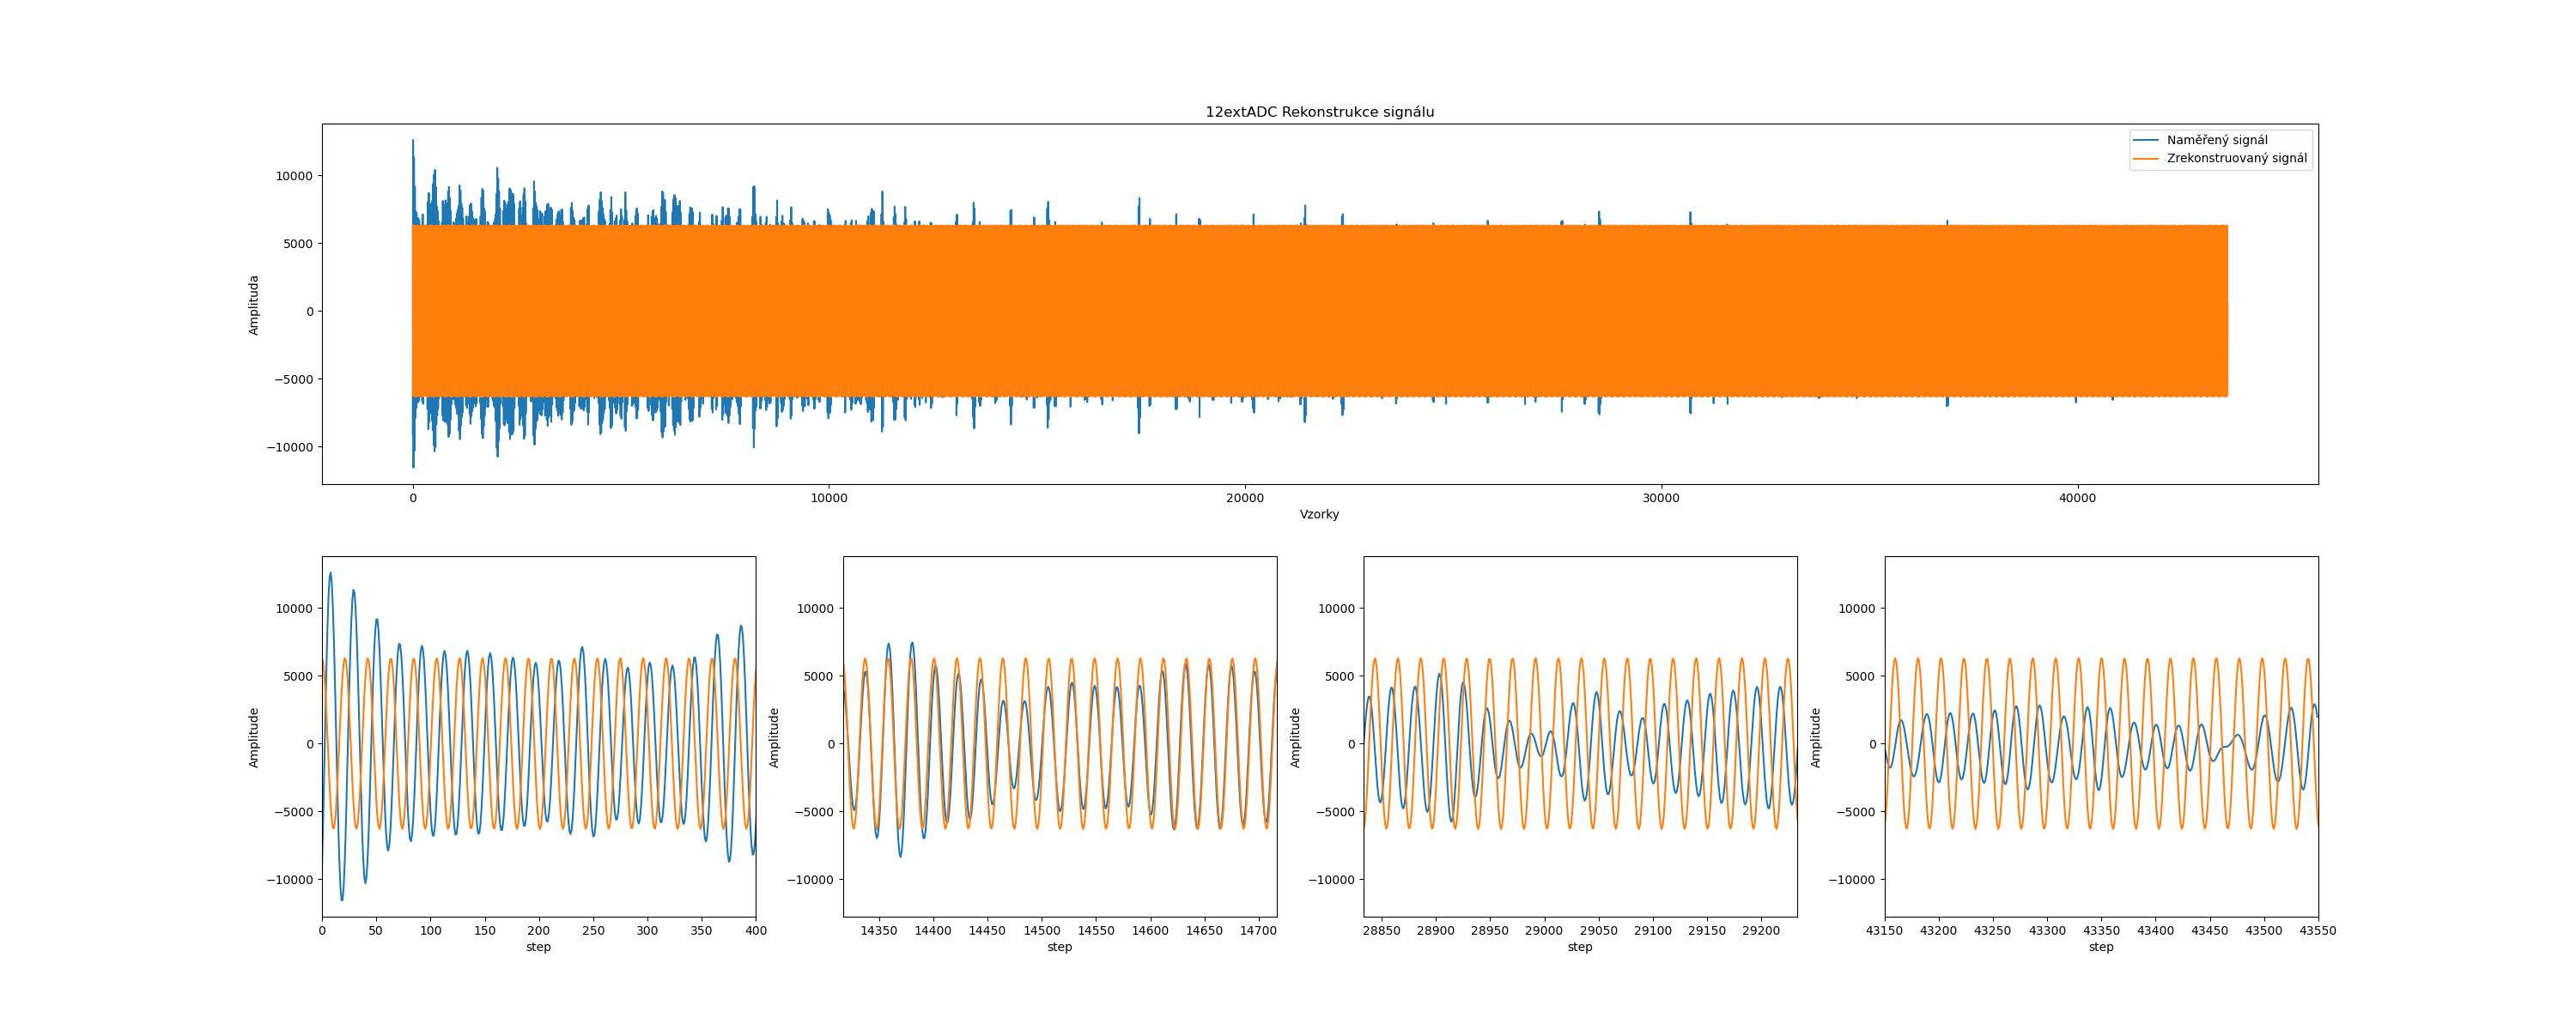 12extADC Rekonstrukce signálu
Naměřený signál
Zrekonstruovaný signál
Amplituda
10000
5000
0
−5000
−10000
0 10000 20000 30000 40000
Vzorky
Amplitude
10000
5000
0
−5000
−10000
0 50 100 150 200 250 300 350 400
step
Amplitude
10000
5000
0
−5000
−10000
14350 14400 14450 14500 14550 14600 14650 14700
step
Amplitude
10000
5000
0
−5000
−10000
28850 28900 28950 29000 29050 29100 29150 29200
step
Amplitude
10000
5000
0
−5000
−10000
43150 43200 43250 43300 43350 43400 43450 43500 43550
step